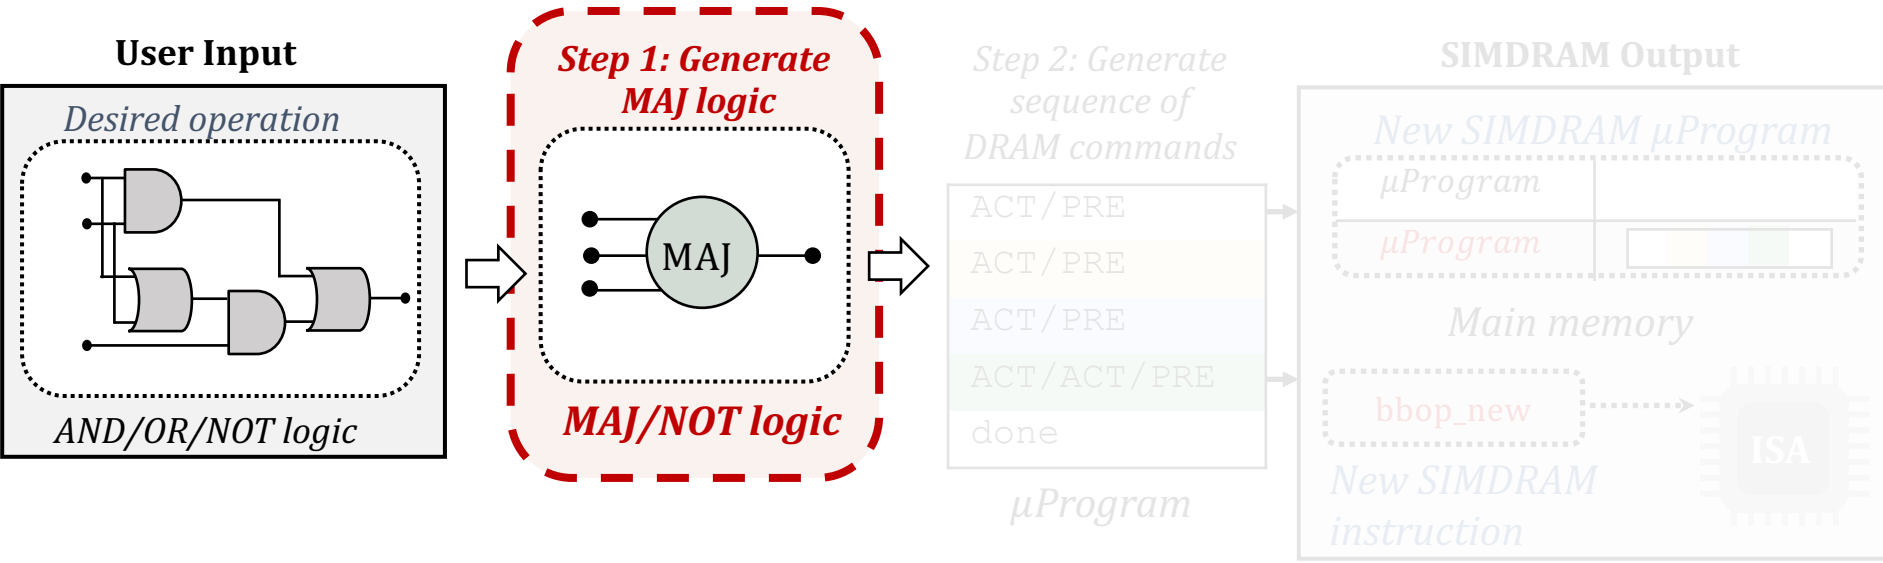 User Input
Desired operation
AND/OR/NOT logic
Step 1: Generate
MAJ logic
MAJ
MAJ/NOT logic
Step 2: Generate
sequence of
DRAM commands
ACT/PRE
ACT/PRE
ACT/PRE
ACT/ACT/PRE
done
μProgram
SIMDRAM Output
New SIMDRAM μProgram
μProgram
μProgram
Main memory
bbop_new
ISA
New SIMDRAM
instruction